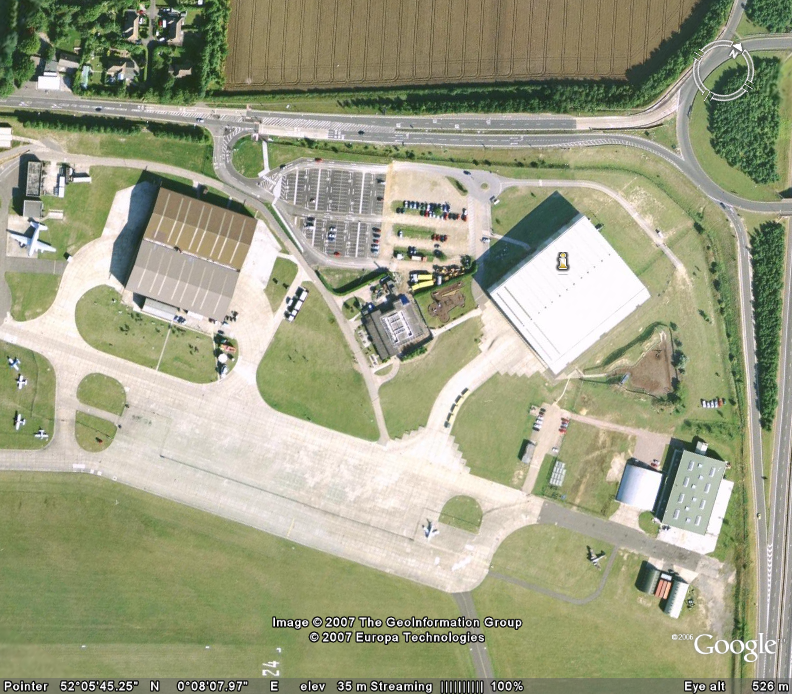 N
i
Image © 2007 The GeoInformation Group
© 2007 Europa Technologies
©2006 Google
24
Pointer 52°05'45.25" N 0°08'07.97" E elev 35 m Streaming |||||||||| 100% Eye alt 526 m